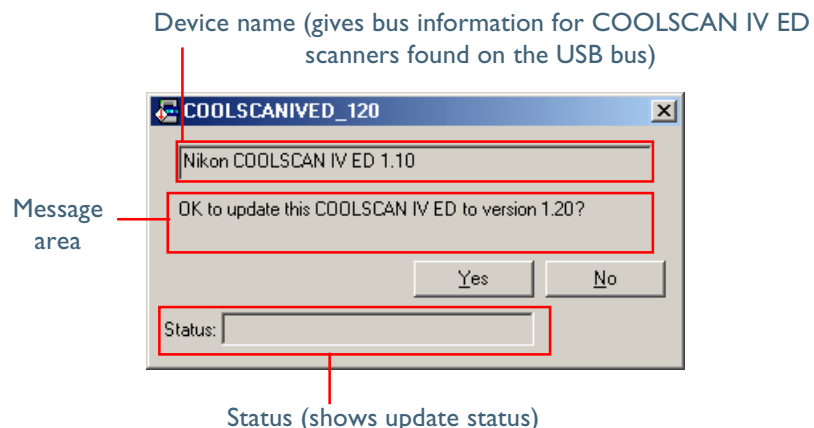 Device name (gives bus information for COOLSCAN IV ED
scanners found on the USB bus)
COOLSCANIVED_120
Nikon COOLSCAN IV ED 1.10
Message
area
OK to update this COOLSCAN IV ED to version 1.20?
Yes No
Status:
Status (shows update status)